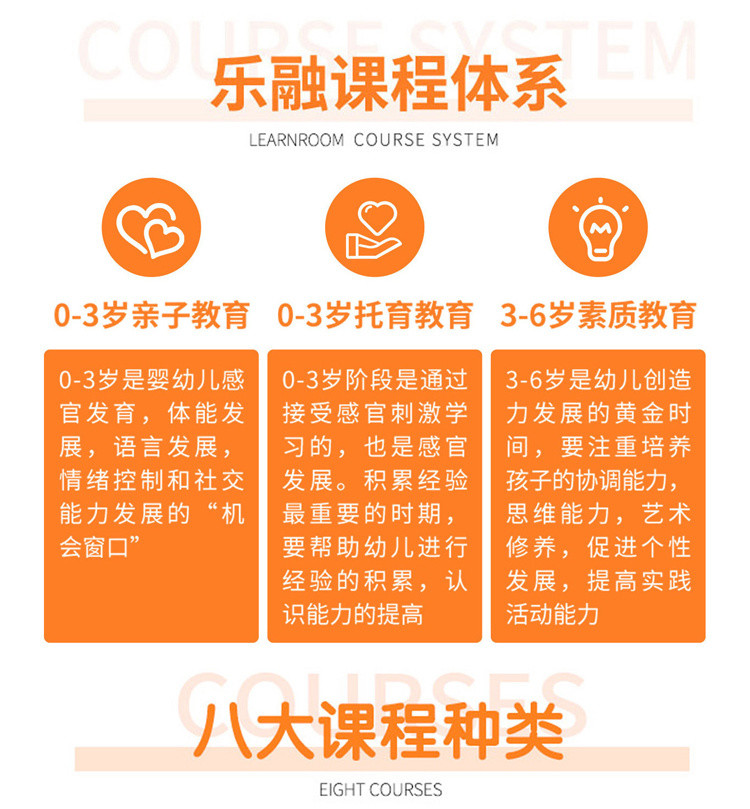 COURSE SYSTEM
乐融课程体系
LEARNROOM COURSE SYSTEM
0-3岁亲子教育
0-3岁是婴幼儿感
官发育，体能发
展，语言发展，
情绪控制和社交
能力发展的“机
会窗口”
0-3岁托育教育
0-3岁阶段是通过
接受感官刺激学
习的，也是感官
发展。积累经验
最重要的时期，
要帮助幼儿进行
经验的积累，认
识能力的提高
3-6岁素质教育
3-6岁是幼儿创造
力发展的黄金时
间，要注重培养
孩子的协调能力，
思维能力，艺术
修养，促进个性
发展，提高实践
活动能力
COURSES
八大课程种类
EIGHT COURSES